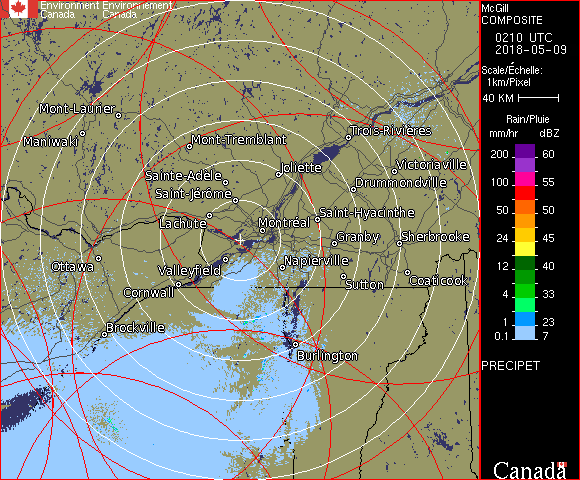 Environment Environnement
Canada Canada
Mont-Laurier
Maniwaki
Mont-Tremblant
Trois-Rivières
Sainte-Adèle
Joliette
Victoriaville
Saint-Jérôme
Drummondville
Lachute
Montréal
Saint-Hyacinthe
Granby
Sherbrooke
Ottawa
Valleyfield
Napierville
Cornwall
Sutton
Coaticook
Brockville
Burlington
McGill
COMPOSITE
0210 UTC
2018-05-09
Scale/Échelle:
1km/Pixel
40 KM
Rain/Pluie
mm/hr dBZ
200 60
100 55
50 50
24 45
12 40
4 33
1 23
0.1 7
PRECIPET
Canada